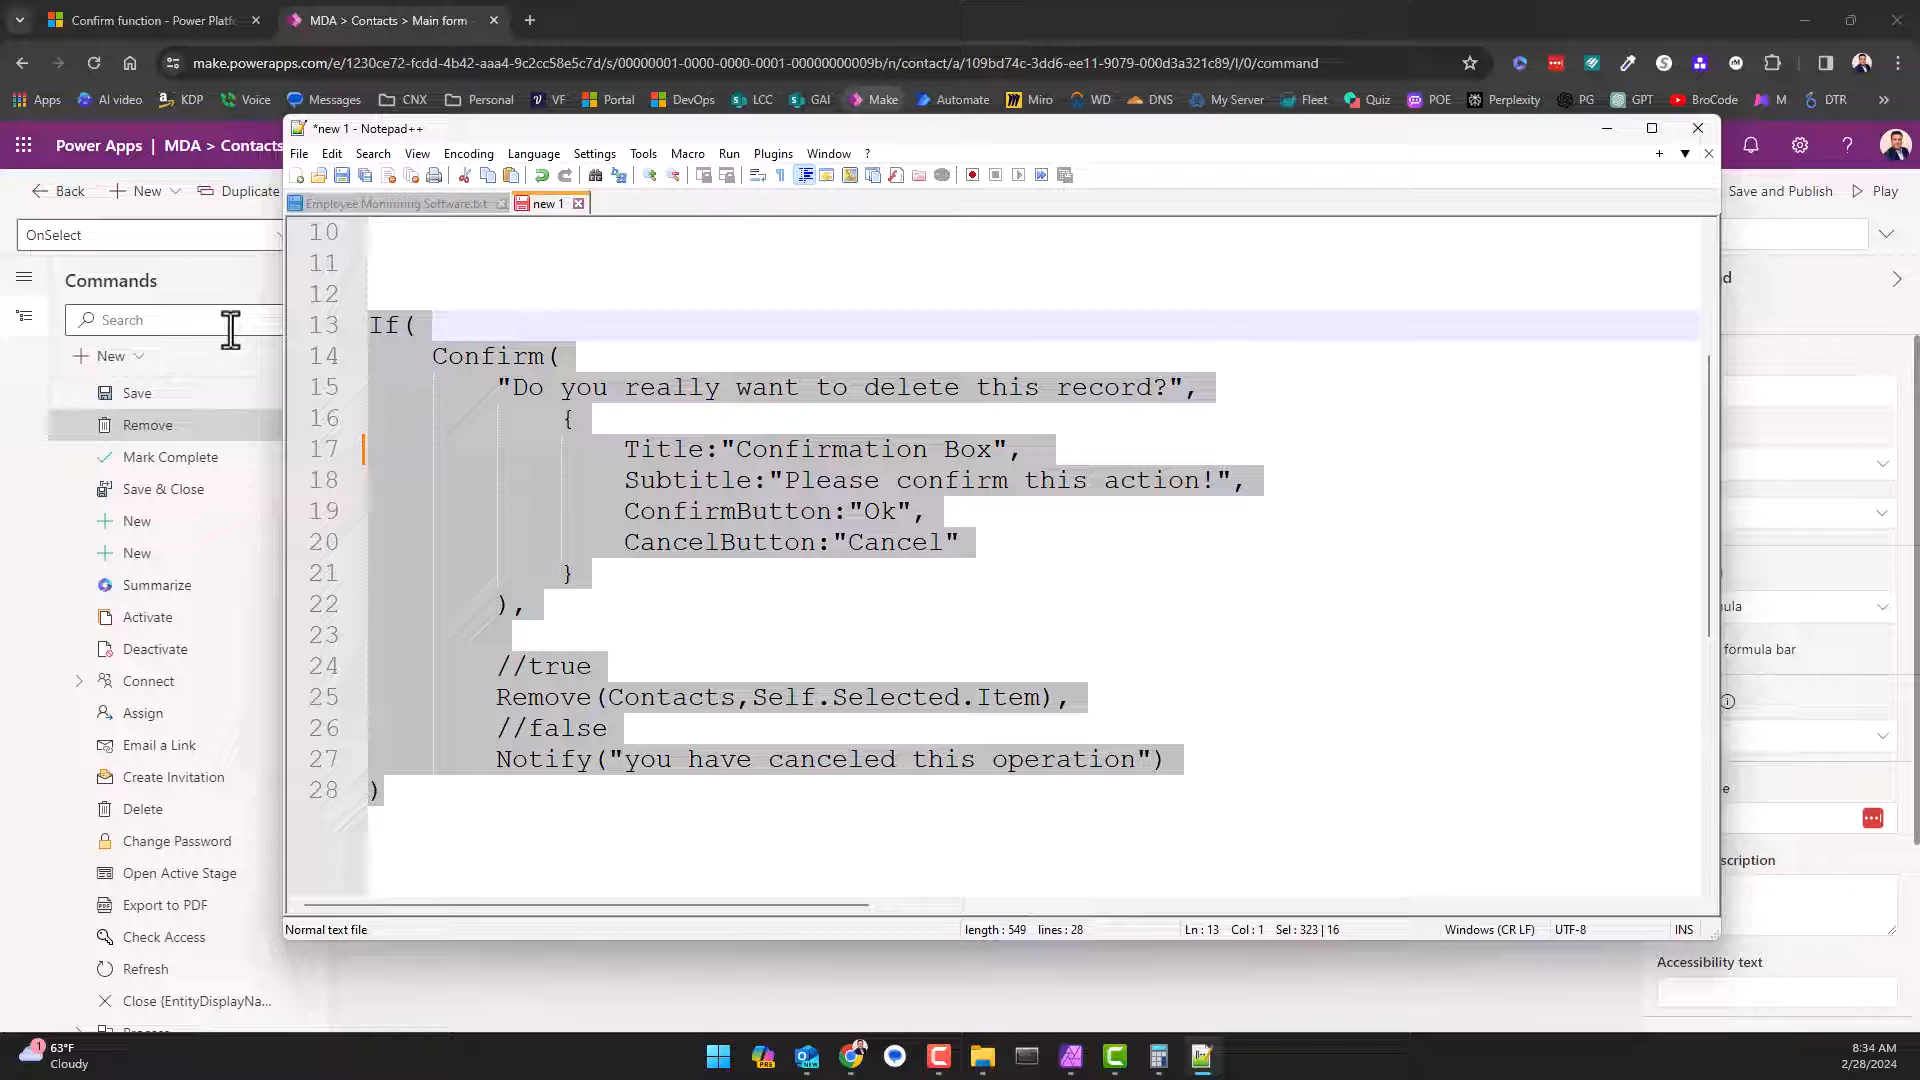 Confirm function - Power Platf
MDA > Contacts > Main form
make.powerapps.com/e/1230ce72-fcdd-4b42-aaa4-9c2cc58e5c7d/s/00000001-0000-0000-0001-00000000009b/n/contact/a/109bd74c-3dd6-ee11-9079-000d3a321c89/l/0/command
Apps AI video KDP Voice Messages CNX Personal VF Portal DevOps LCC GAI Make Automate Miro WD DNS My Server Fleet Quiz POE Perplexity PG GPT BroCode M DTR
Power Apps | MDA > Contacts
Back New Duplicate
Save and Publish Play
OnSelect
Commands
Search
New
Save
Remove
Mark Complete
Save & Close
New
New
Summarize
Activate
Deactivate
Connect
Assign
Email a Link
Create Invitation
Delete
Change Password
Open Active Stage
Export to PDF
Check Access
Refresh
Close {EntityDisplayNa...
*new 1 - Notepad++
File Edit Search View Encoding Language Settings Tools Macro Run Plugins Window ?
Employee Monitoring Software.txt new 1
10
11
12
13 If(
14 Confirm(
15 "Do you really want to delete this record?",
16 {
17 Title:"Confirmation Box",
18 Subtitle:"Please confirm this action!",
19 ConfirmButton:"Ok",
20 CancelButton:"Cancel"
21 }
22 ),
23
24 //true
25 Remove(Contacts,Self.Selected.Item),
26 //false
27 Notify("you have canceled this operation")
28 )
Normal text file length : 549 lines : 28 Ln : 13 Col : 1 Sel : 323 | 16 Windows (CR LF) UTF-8 INS
d
ula
formula bar
e
scription
Accessibility text
1
63°F
Cloudy
PRE
NEW
8:34 AM
2/28/2024